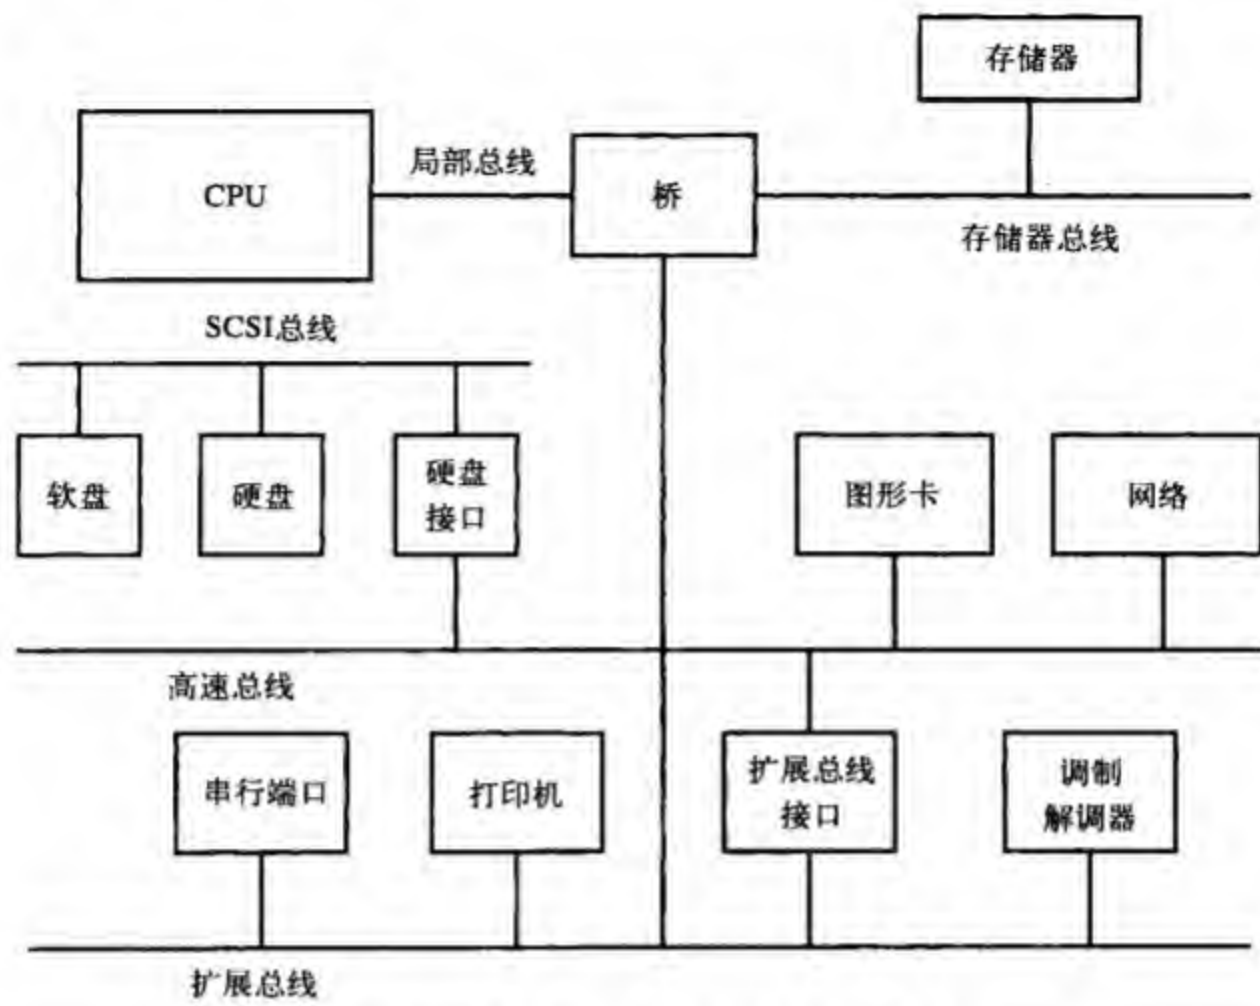 存储器
CPU
局部总线
桥
存储器总线
SCSI总线
软盘
硬盘
硬盘
接口
图形卡
网络
高速总线
串行端口
打印机
扩展总线
接口
调制
解调器
扩展总线